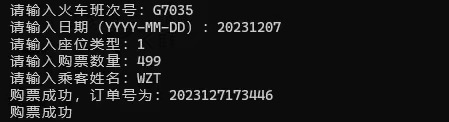 请输入火车班次号：G7035
请输入日期（YYYY-MM-DD）：20231207
请输入座位类型：1
请输入购票数量：499
请输入乘客姓名：WZT
购票成功，订单号为：2023127173446
购票成功